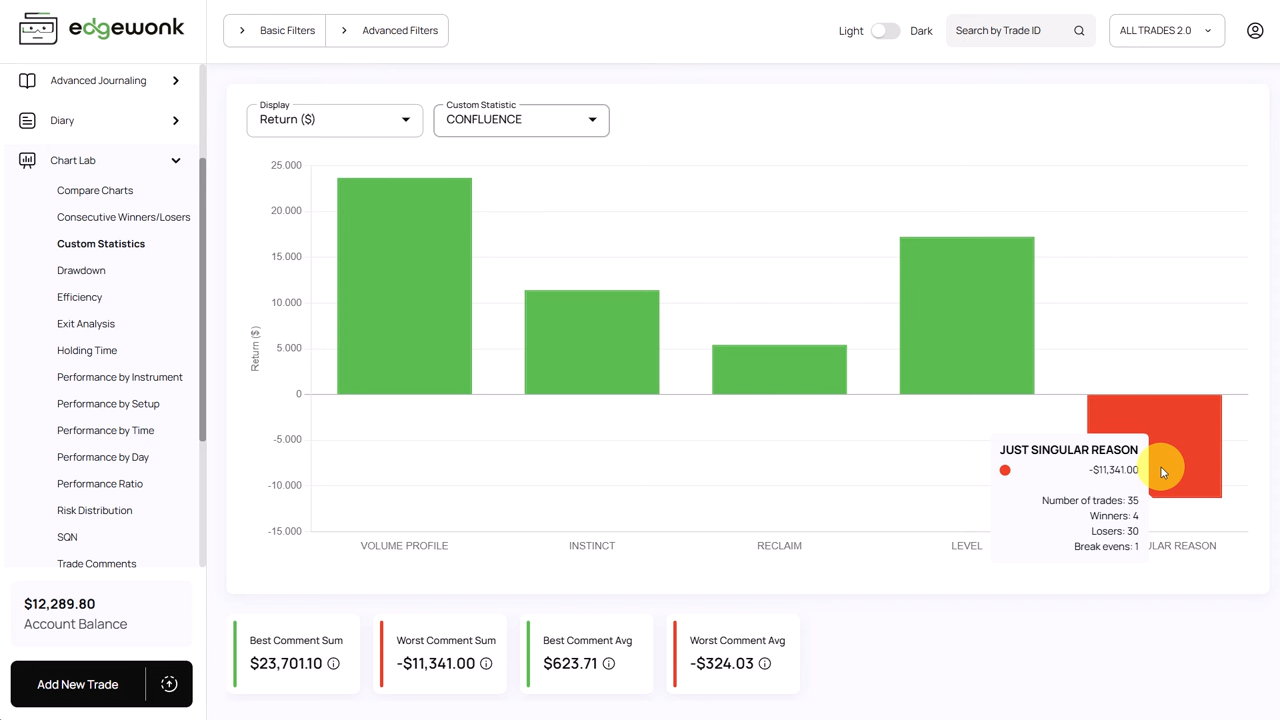 edgewonk
Basic Filters
Advanced Filters
Light
Dark
Search by Trade ID
ALL TRADES 2.0
Advanced Journaling
Diary
Chart Lab
Compare Charts
Consecutive Winners/Losers
Custom Statistics
Drawdown
Efficiency
Exit Analysis
Holding Time
Performance by Instrument
Performance by Setup
Performance by Time
Performance by Day
Performance Ratio
Risk Distribution
SQN
Trade Comments
$12,289.80
Account Balance
Add New Trade
Display
Return ($)
Custom Statistic
CONFLUENCE
Return ($)
25.000
20.000
15.000
10.000
5.000
0
-5.000
-10.000
-15.000
VOLUME PROFILE
INSTINCT
RECLAIM
LEVEL
ULAR REASON
JUST SINGULAR REASON
-$11,341.00
Number of trades: 35
Winners: 4
Losers: 30
Break evens: 1
Best Comment Sum
$23,701.10
Worst Comment Sum
-$11,341.00
Best Comment Avg
$623.71
Worst Comment Avg
-$324.03